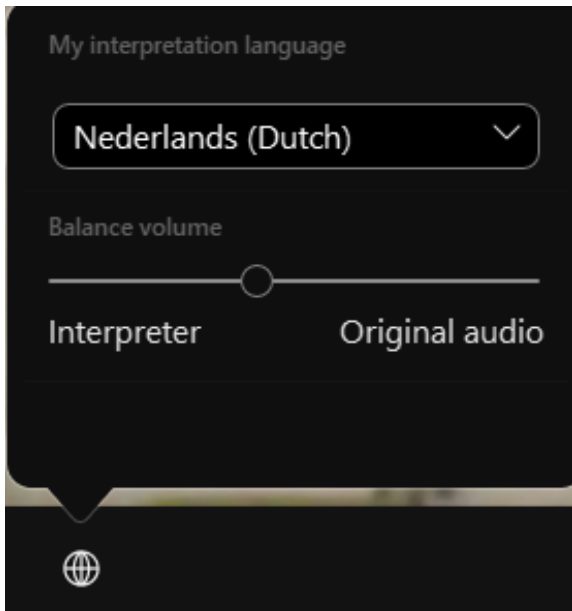 My interpretation language
Nederlands (Dutch)
Balance volume
Interpreter Original audio